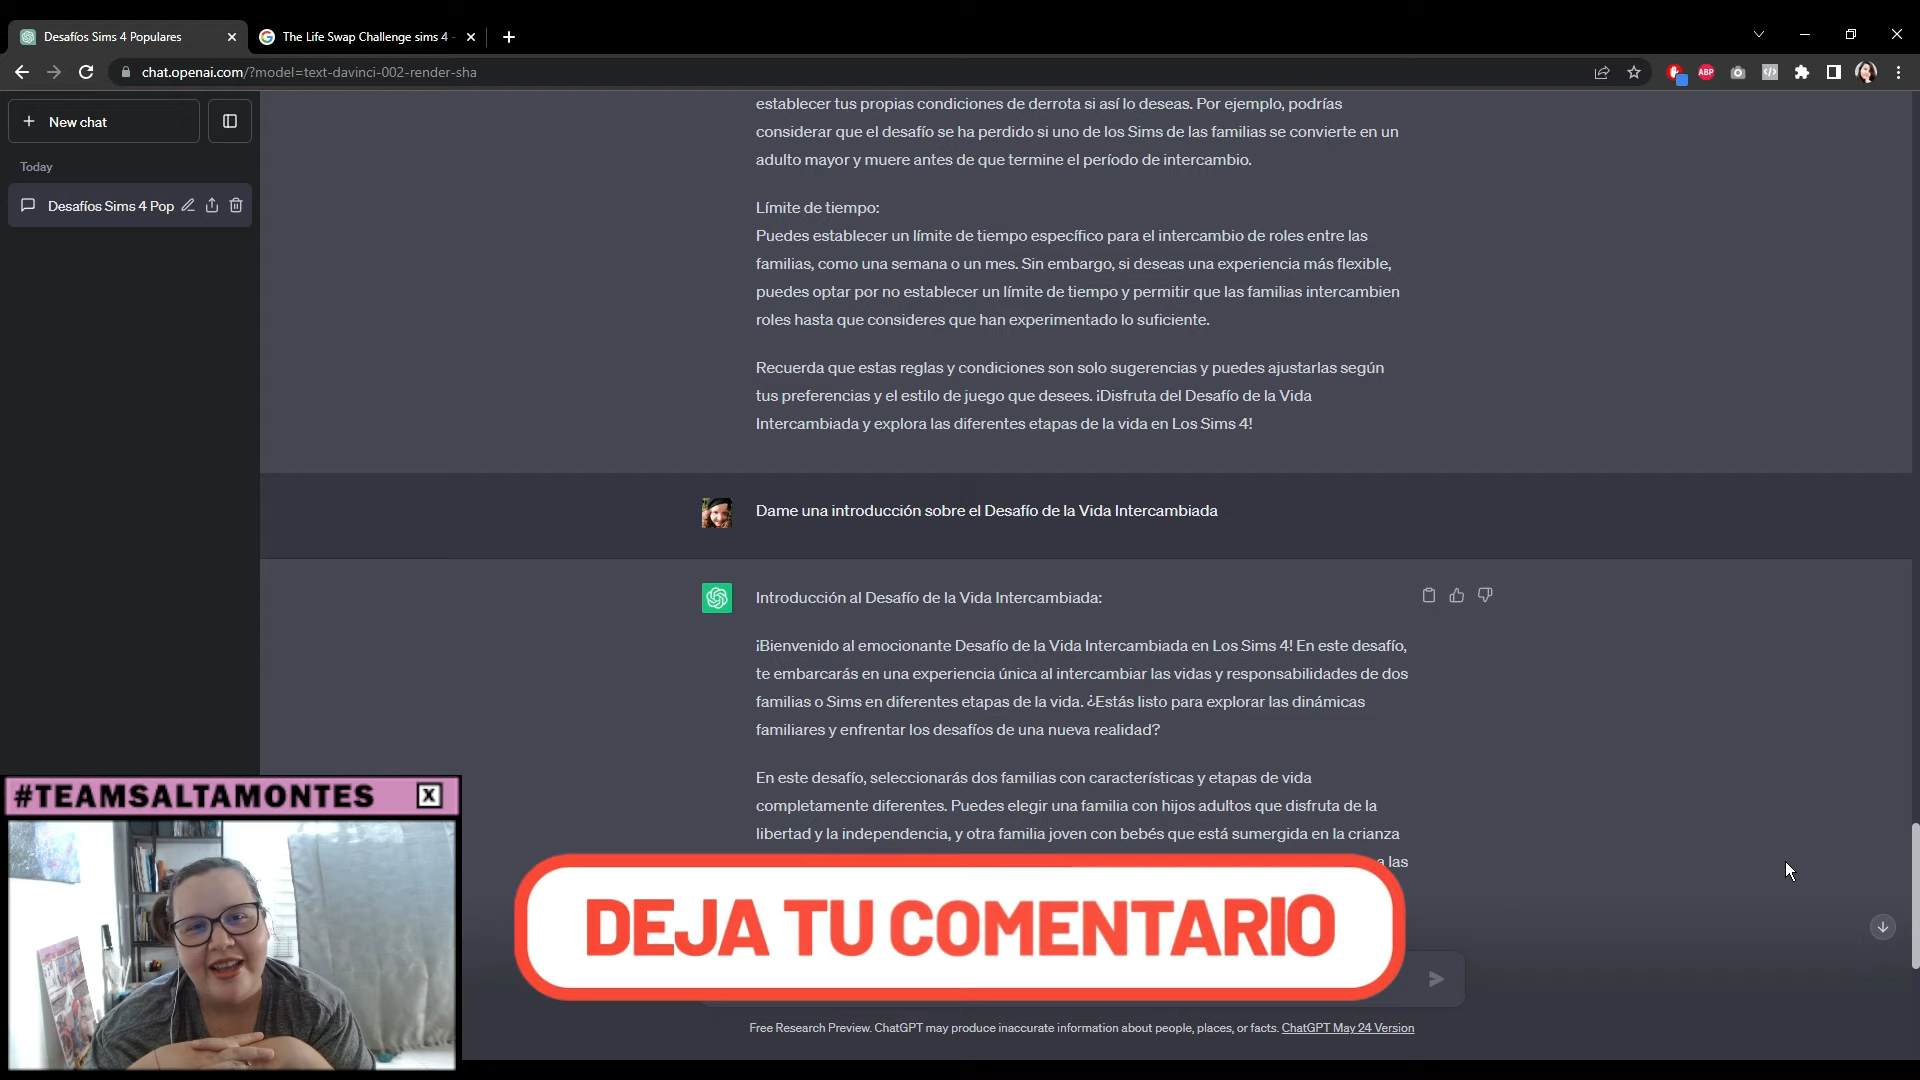 Desafíos Sims 4 Populares
The Life Swap Challenge sims 4 -
chat.openai.com/?model=text-davinci-002-render-sha
ABP
New chat
Today
Desafíos Sims 4 Pop
establecer tus propias condiciones de derrota si así lo deseas. Por ejemplo, podrías
considerar que el desafío se ha perdido si uno de los Sims de las familias se convierte en un
adulto mayor y muere antes de que termine el período de intercambio.
Límite de tiempo:
Puedes establecer un límite de tiempo específico para el intercambio de roles entre las
familias, como una semana o un mes. Sin embargo, si deseas una experiencia más flexible,
puedes optar por no establecer un límite de tiempo y permitir que las familias intercambien
roles hasta que consideres que han experimentado lo suficiente.
Recuerda que estas reglas y condiciones son solo sugerencias y puedes ajustarlas según
tus preferencias y el estilo de juego que desees. ¡Disfruta del Desafío de la Vida
Intercambiada y explora las diferentes etapas de la vida en Los Sims 4!
Dame una introducción sobre el Desafío de la Vida Intercambiada
Introducción al Desafío de la Vida Intercambiada:
¡Bienvenido al emocionante Desafío de la Vida Intercambiada en Los Sims 4! En este desafío,
te embarcarás en una experiencia única al intercambiar las vidas y responsabilidades de dos
familias o Sims en diferentes etapas de la vida. ¿Estás listo para explorar las dinámicas
familiares y enfrentar los desafíos de una nueva realidad?
En este desafío, seleccionarás dos familias con características y etapas de vida
completamente diferentes. Puedes elegir una familia con hijos adultos que disfruta de la
libertad y la independencia, y otra familia joven con bebés que está sumergida en la crianza
a las
#TEAMSALTAMONTES X
DEJA TU COMENTARIO
Free Research Preview. ChatGPT may produce inaccurate information about people, places, or facts. ChatGPT May 24 Version